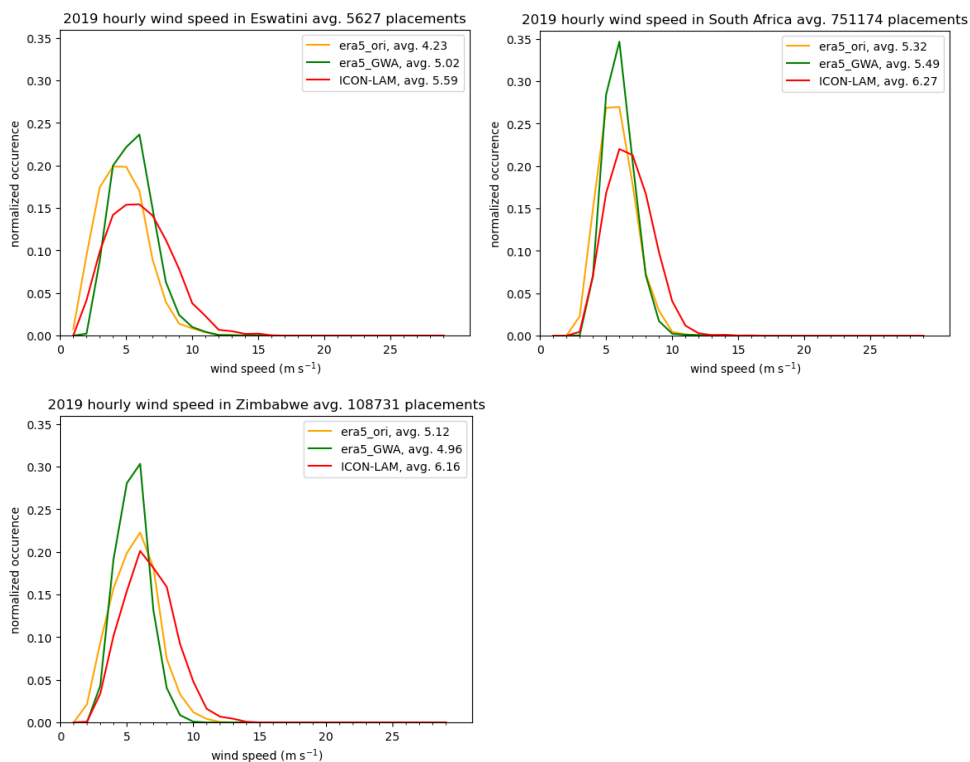 2019 hourly wind speed in Eswatini avg. 5627 placements
era5_ori, avg. 4.23
era5_GWA, avg. 5.02
ICON-LAM, avg. 5.59
normalized occurence
0.35
0.30
0.25
0.20
0.15
0.10
0.05
0.00
0 5 10 15 20 25
wind speed (m s⁻¹)
2019 hourly wind speed in South Africa avg. 751174 placements
era5_ori, avg. 5.32
era5_GWA, avg. 5.49
ICON-LAM, avg. 6.27
normalized occurence
0.35
0.30
0.25
0.20
0.15
0.10
0.05
0.00
0 5 10 15 20 25
wind speed (m s⁻¹)
2019 hourly wind speed in Zimbabwe avg. 108731 placements
era5_ori, avg. 5.12
era5_GWA, avg. 4.96
ICON-LAM, avg. 6.16
normalized occurence
0.35
0.30
0.25
0.20
0.15
0.10
0.05
0.00
0 5 10 15 20 25
wind speed (m s⁻¹)